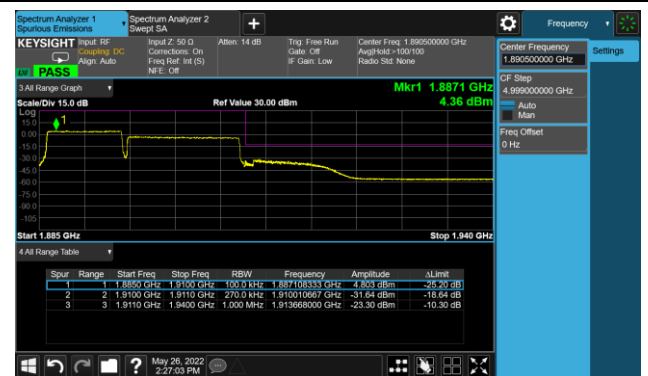 Spectrum Analyzer 1
Spurious Emissions
Spectrum Analyzer 2
Swept SA
Frequency
KEYSIGHT
Input: RF
Coupling: DC
Align: Auto
Input Z: 50 Ω
Corrections: On
Freq Ref: Int (S)
NFE: Off
Atten: 14 dB
Trig: Free Run
Gate: Off
IF Gain: Low
Center Freq: 1.890500000 GHz
Avg|Hold:>100/100
Radio Std: None
PASS
Center Frequency
1.890500000 GHz
Settings
CF Step
4.999000000 GHz
Auto
Man
Freq Offset
0 Hz
3 All Range Graph
Mkr1 1.8871 GHz
Scale/Div 15.0 dB
Ref Value 30.00 dBm
4.36 dBm
Log
15.0
0.00
-15.0
-30.0
-45.0
-60.0
-75.0
-90.0
-105
1
Start 1.885 GHz
Stop 1.940 GHz
4 All Range Table
Spur Range Start Freq Stop Freq RBW Frequency Amplitude ΔLimit
1 1 1.8850 GHz 1.9100 GHz 100.0 kHz 1.887108333 GHz 4.803 dBm -25.20 dB
2 2 1.9100 GHz 1.9110 GHz 270.0 kHz 1.910010667 GHz -31.64 dBm -18.64 dB
3 3 1.9110 GHz 1.9400 GHz 1.000 MHz 1.913668000 GHz -23.30 dBm -10.30 dB
May 26, 2022
2:27:03 PM